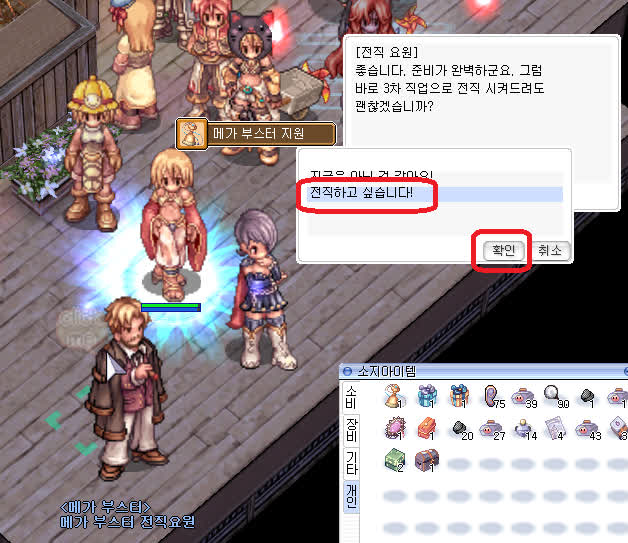 [전직 요원]
좋습니다. 준비가 완벽하군요. 그럼
바로 3차 직업으로 전직 시켜드려도
괜찮겠습니까?
메가 부스터 지원
지금은 아닌 것 같아요!
전직하고 싶습니다!
확인 취소
click
me!
소지아이템
소비
장비
기타
개인
1 1 1 75 39 90 1 1
1 1 20 27 14 4 43 1
2 1
<메가 부스터>
메가 부스터 전직요원